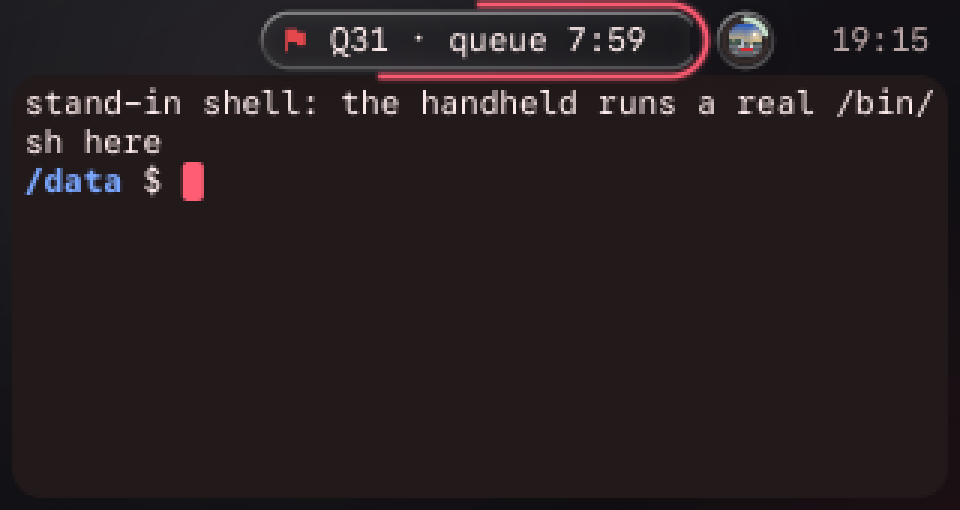 Q31 · queue 7:59
19:15
stand-in shell: the handheld runs a real /bin/
sh here
/data $